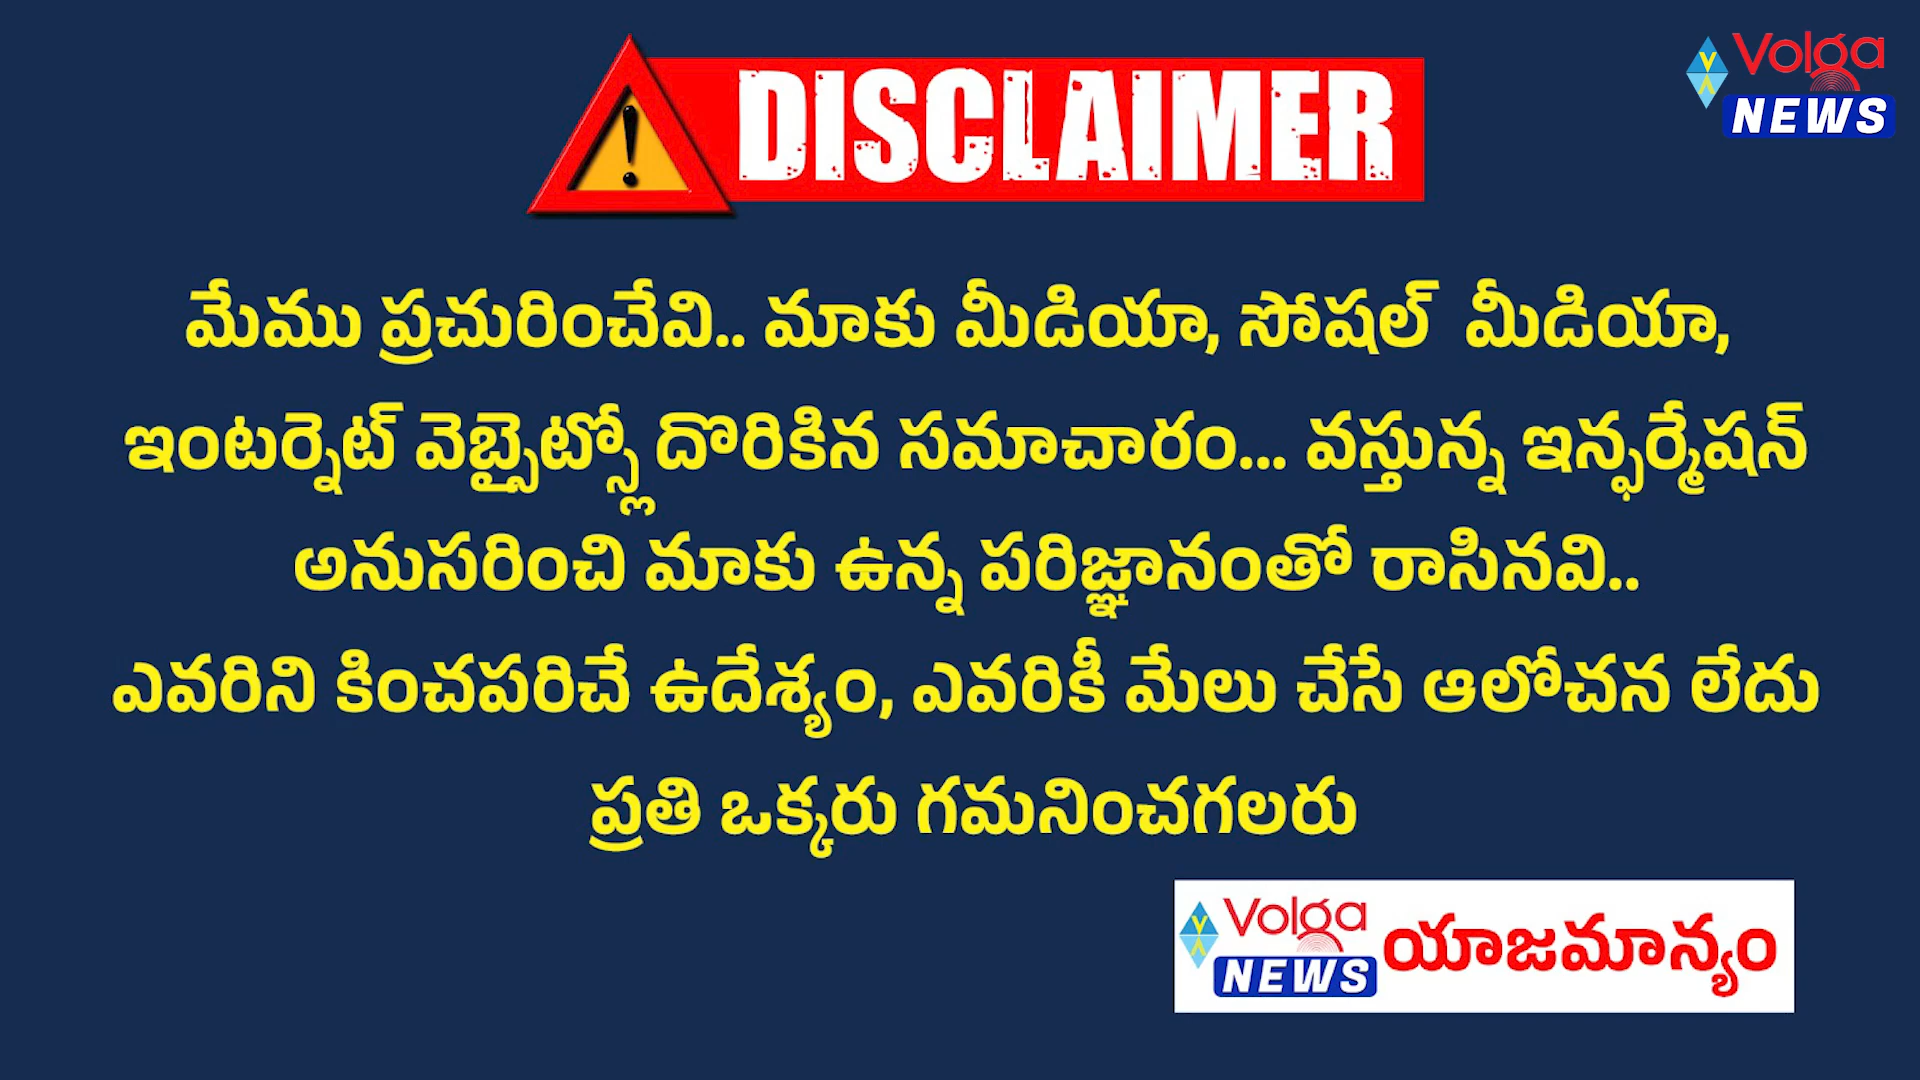 DISCLAIMER
Volga
NEWS
మేము ప్రచురించేవి.. మాకు మీడియా, సోషల్ మీడియా,
ఇంటర్నెట్ వెబ్సైట్స్లో దొరికిన సమాచారం... వస్తున్న ఇన్ఫర్మేషన్
అనుసరించి మాకు ఉన్న పరిజ్ఞానంతో రాసినవి..
ఎవరిని కించపరిచే ఉదేశ్యం, ఎవరికీ మేలు చేసే ఆలోచన లేదు
ప్రతి ఒక్కరు గమనించగలరు
Volga
NEWS యాజమాన్యం